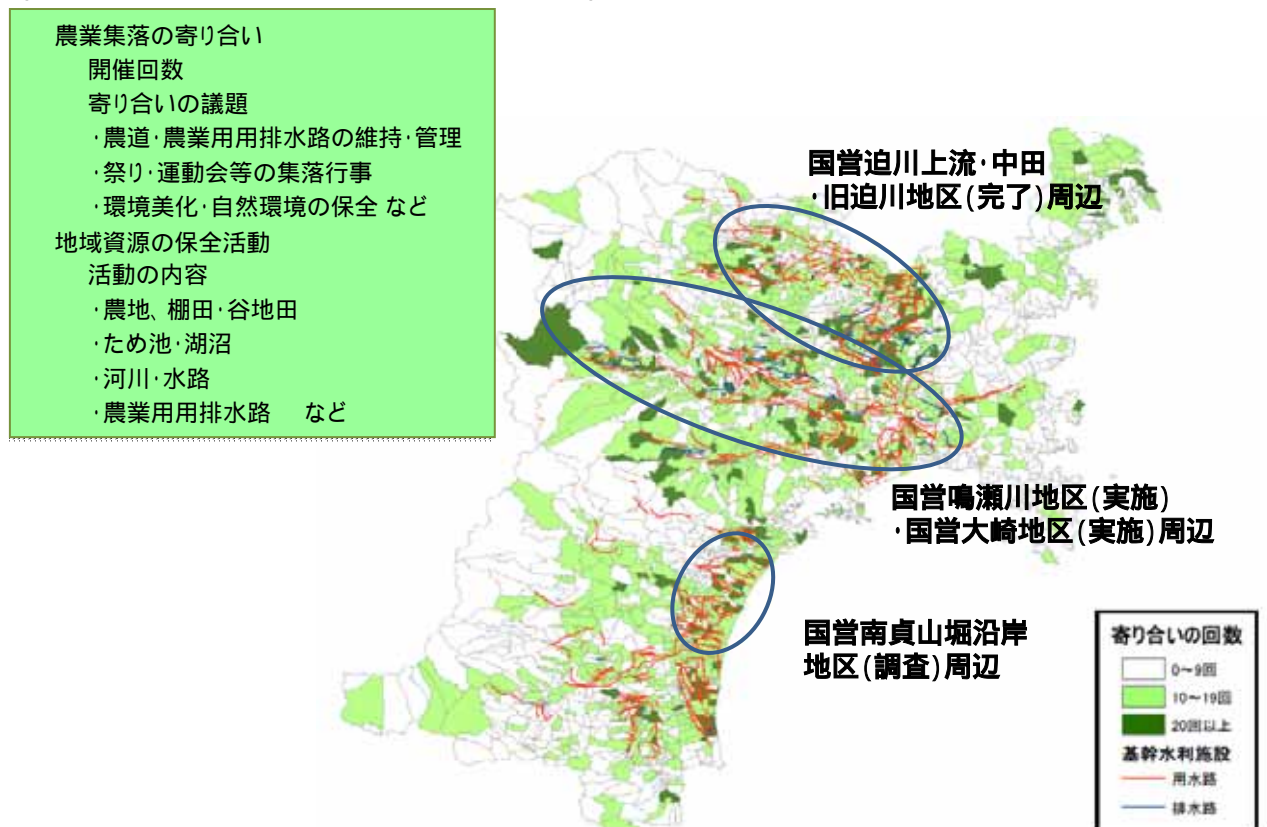 農業集落の寄り合い
開催回数
寄り合いの議題
・農道・農業用用排水路の維持・管理
・祭り・運動会等の集落行事
・環境美化・自然環境の保全 など
地域資源の保全活動
活動の内容
・農地、棚田・谷地田
・ため池・湖沼
・河川・水路
・農業用用排水路 など
国営迫川上流・中田
・旧迫川地区(完了)周辺
国営鳴瀬川地区(実施)
・国営大崎地区(実施)周辺
国営南貞山堀沿岸
地区(調査)周辺
寄り合いの回数
0～9回
10～19回
20回以上
基幹水利施設
用水路
排水路